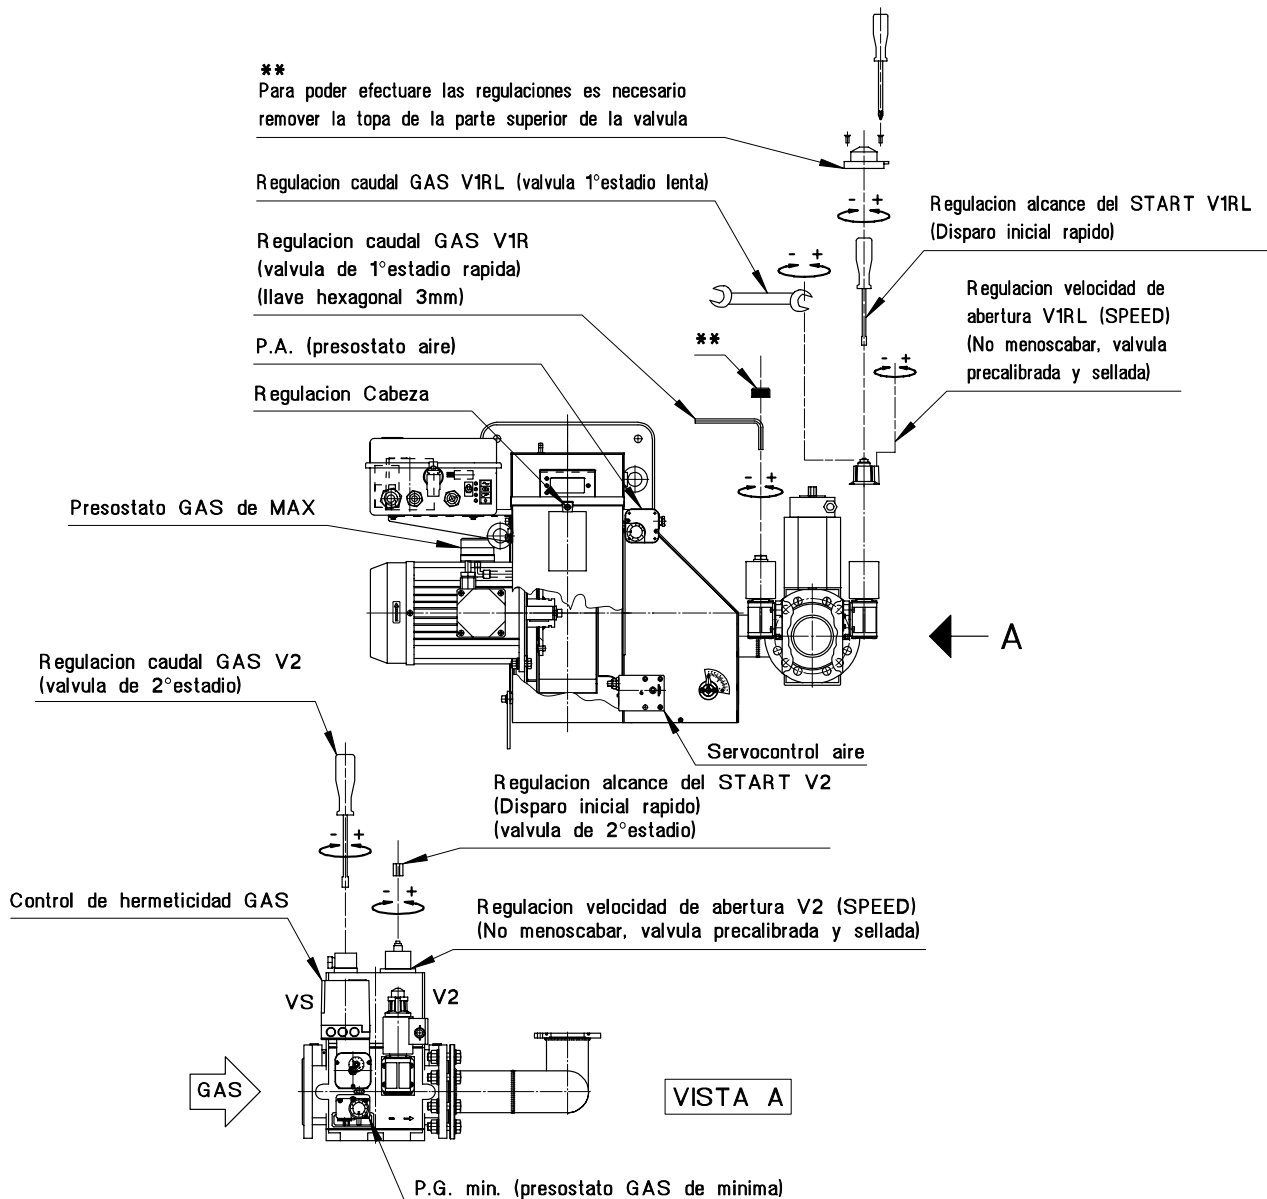 **
Para poder efectuare las regulaciones es necesario
remover la topa de la parte superior de la valvula
Regulacion caudal GAS V1RL (valvula 1°estadio lenta)
- +
Regulacion alcance del START V1RL
(Disparo inicial rapido)
Regulacion caudal GAS V1R
(valvula de 1°estadio rapida)
(llave hexagonal 3mm)
- +
Regulacion velocidad de
abertura V1RL (SPEED)
(No menoscabar, valvula
precalibrada y sellada)
**
- +
P.A. (presostato aire)
Regulacion Cabeza
- +
Presostato GAS de MAX
A
Regulacion caudal GAS V2
(valvula de 2°estadio)
Servocontrol aire
Regulacion alcance del START V2
(Disparo inicial rapido)
(valvula de 2°estadio)
- +
- +
Control de hermeticidad GAS
Regulacion velocidad de abertura V2 (SPEED)
(No menoscabar, valvula precalibrada y sellada)
VS
V2
GAS
VISTA A
P.G. min. (presostato GAS de minima)